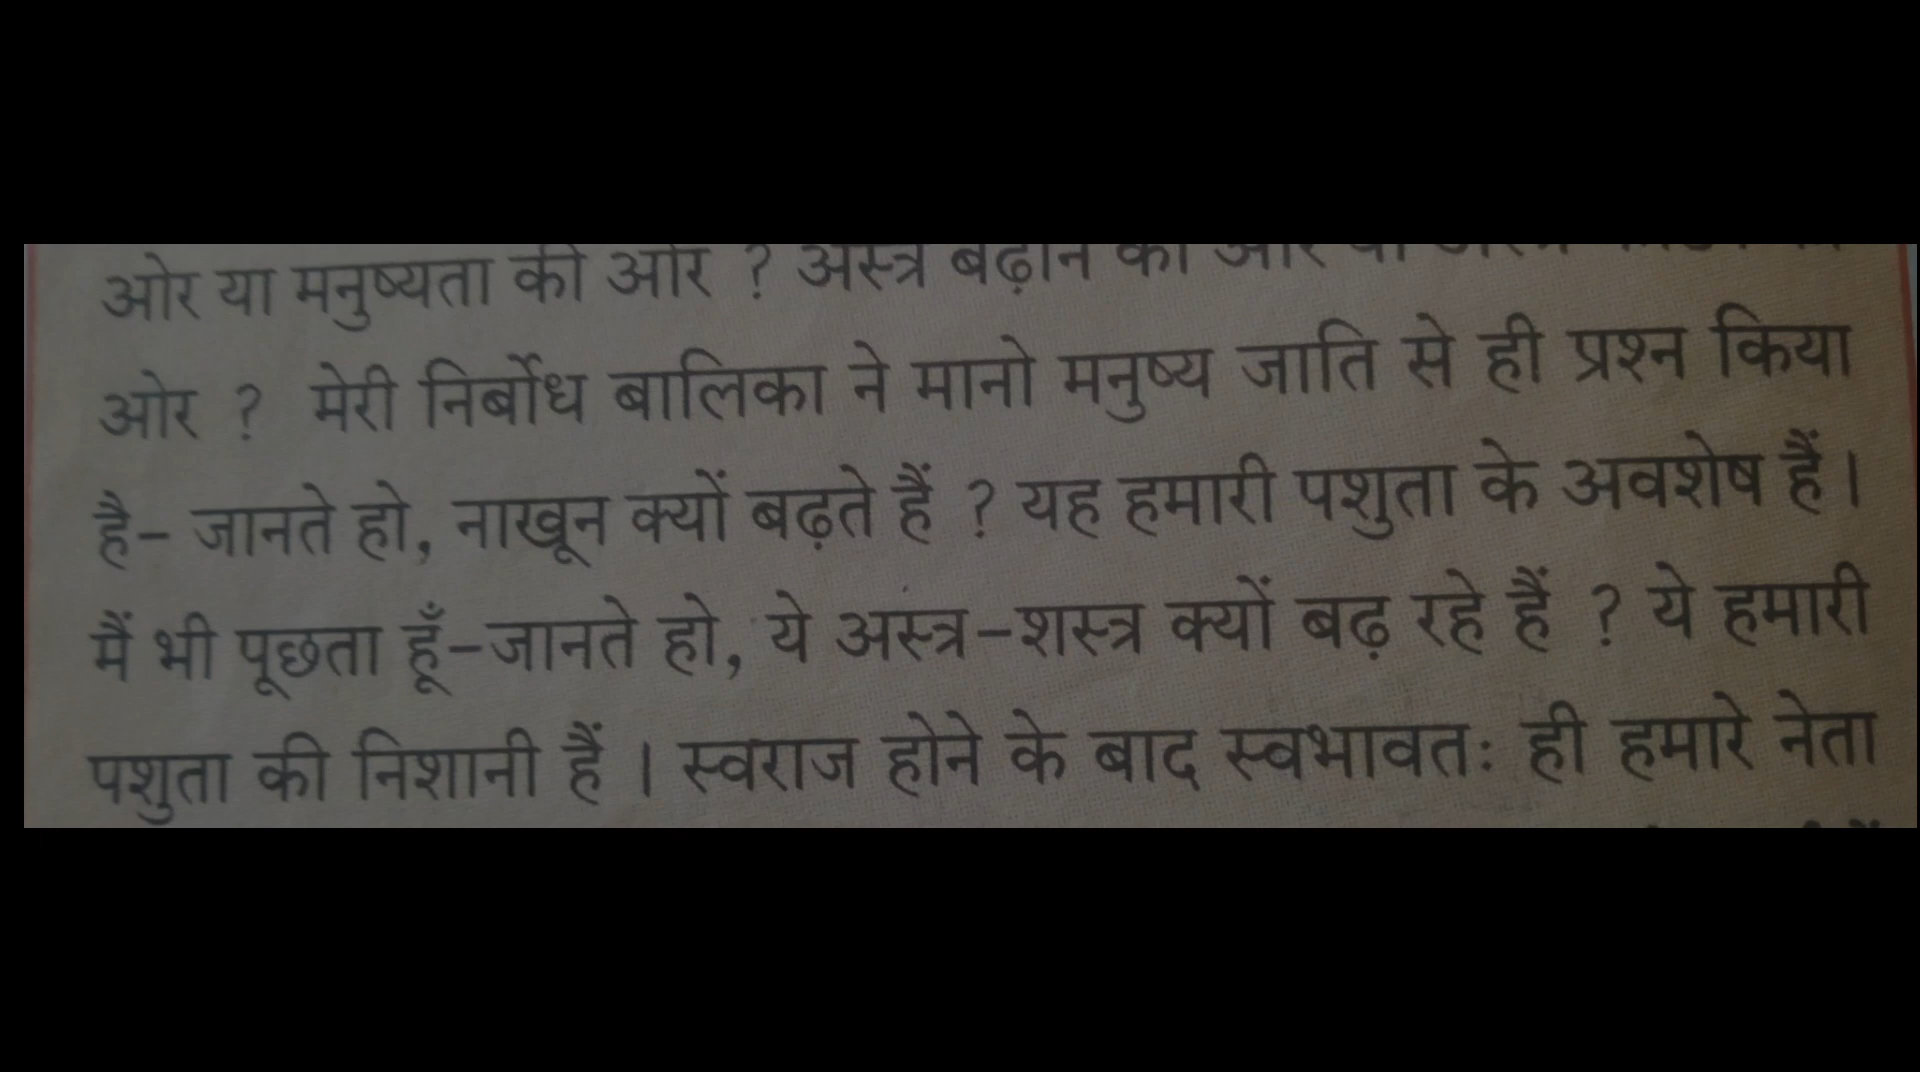 ओर या मनुष्यता की ओर ? अस्त्र बढ़ाने की ओर या
ओर ? मेरी निर्बोध बालिका ने मानो मनुष्य जाति से ही प्रश्न किया
है– जानते हो, नाखून क्यों बढ़ते हैं ? यह हमारी पशुता के अवशेष हैं।
मैं भी पूछता हूँ–जानते हो, ये अस्त्र–शस्त्र क्यों बढ़ रहे हैं ? ये हमारी
पशुता की निशानी हैं । स्वराज होने के बाद स्वभावतः ही हमारे नेता